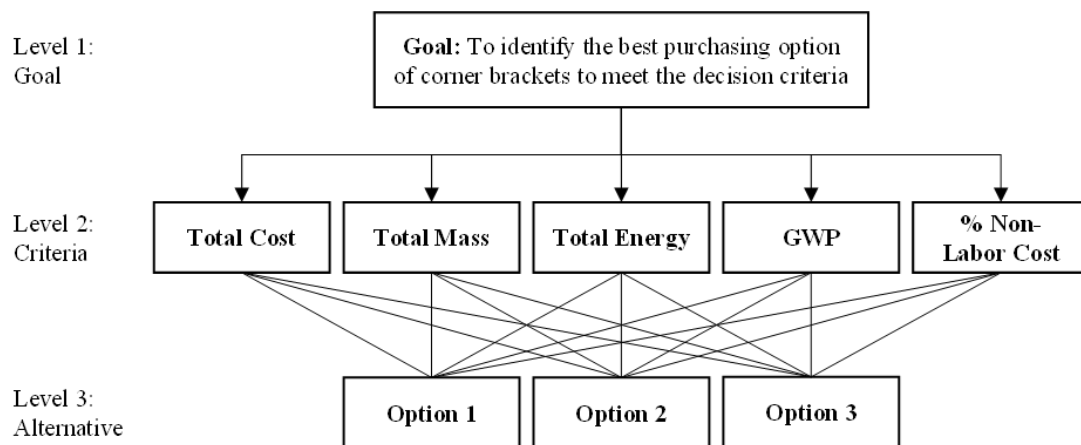 Level 1:
Goal
Goal: To identify the best purchasing option
of corner brackets to meet the decision criteria
Level 2:
Criteria
Total Cost
Total Mass
Total Energy
GWP
% Non-
Labor Cost
Level 3:
Alternative
Option 1
Option 2
Option 3